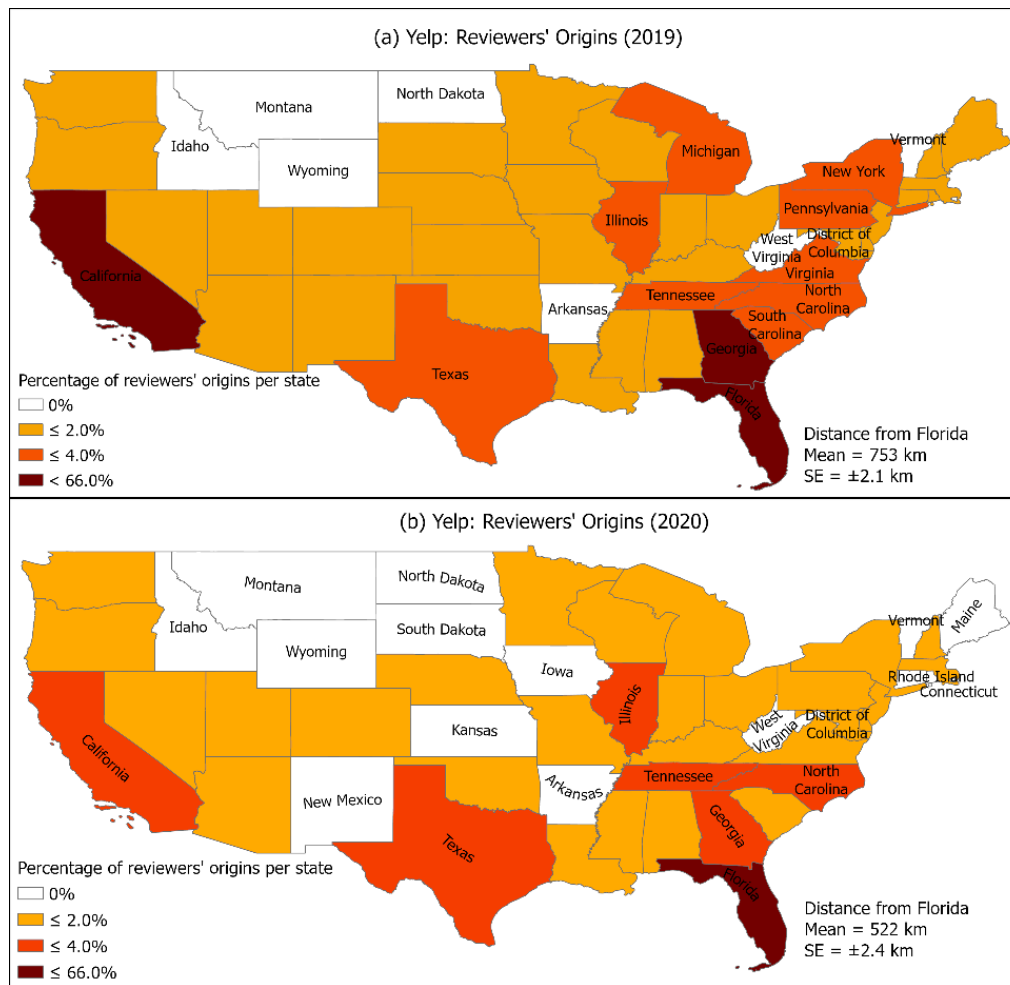 (a) Yelp: Reviewers' Origins (2019)
North Dakota
Montana
Vermont
Idaho
Michigan
Wyoming
New York
Pennsylvania
Illinois
District of
Columbia
West
Virginia
Virginia
California
North
Carolina
Tennessee
Arkansas
South
Carolina
Georgia
Texas
Florida
Percentage of reviewers' origins per state
0%
≤ 2.0%
≤ 4.0%
< 66.0%
Distance from Florida
Mean = 753 km
SE = ±2.1 km
(b) Yelp: Reviewers' Origins (2020)
Montana
North Dakota
Maine
Vermont
Idaho
South Dakota
Wyoming
Iowa
Rhode Island
Connecticut
Illinois
West
Virginia
District of
Columbia
Kansas
California
Tennessee
North
Carolina
Arkansas
New Mexico
Georgia
Texas
Florida
Percentage of reviewers' origins per state
0%
≤ 2.0%
≤ 4.0%
≤ 66.0%
Distance from Florida
Mean = 522 km
SE = ±2.4 km